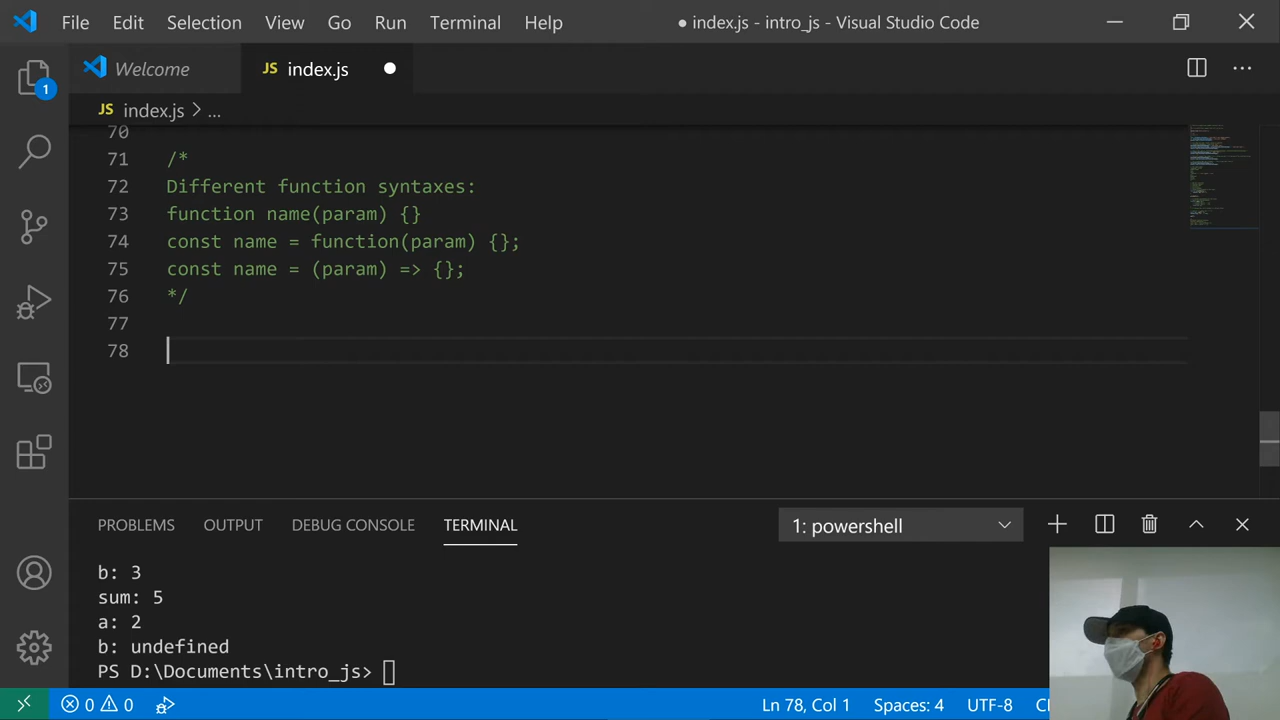 File Edit Selection View Go Run Terminal Help ● index.js - intro_js - Visual Studio Code
Welcome JS index.js
1
JS index.js > ...
70
71 /*
72 Different function syntaxes:
73 function name(param) {}
74 const name = function(param) {};
75 const name = (param) => {};
76 */
77
78
PROBLEMS OUTPUT DEBUG CONSOLE TERMINAL 1: powershell
b: 3
sum: 5
a: 2
b: undefined
PS D:\Documents\intro_js>
0 0 Ln 78, Col 1 Spaces: 4 UTF-8